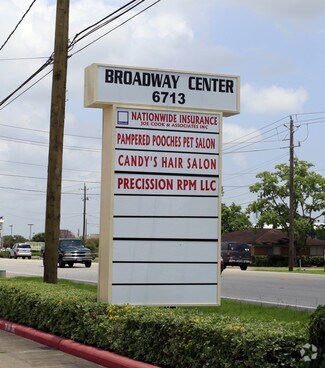 BROADWAY CENTER
6713
NATIONWIDE INSURANCE
JOE COOK & ASSOCIATES INC
PAMPERED POOCHES PET SALON
CANDY'S HAIR SALON
PRECISSION RPM LLC